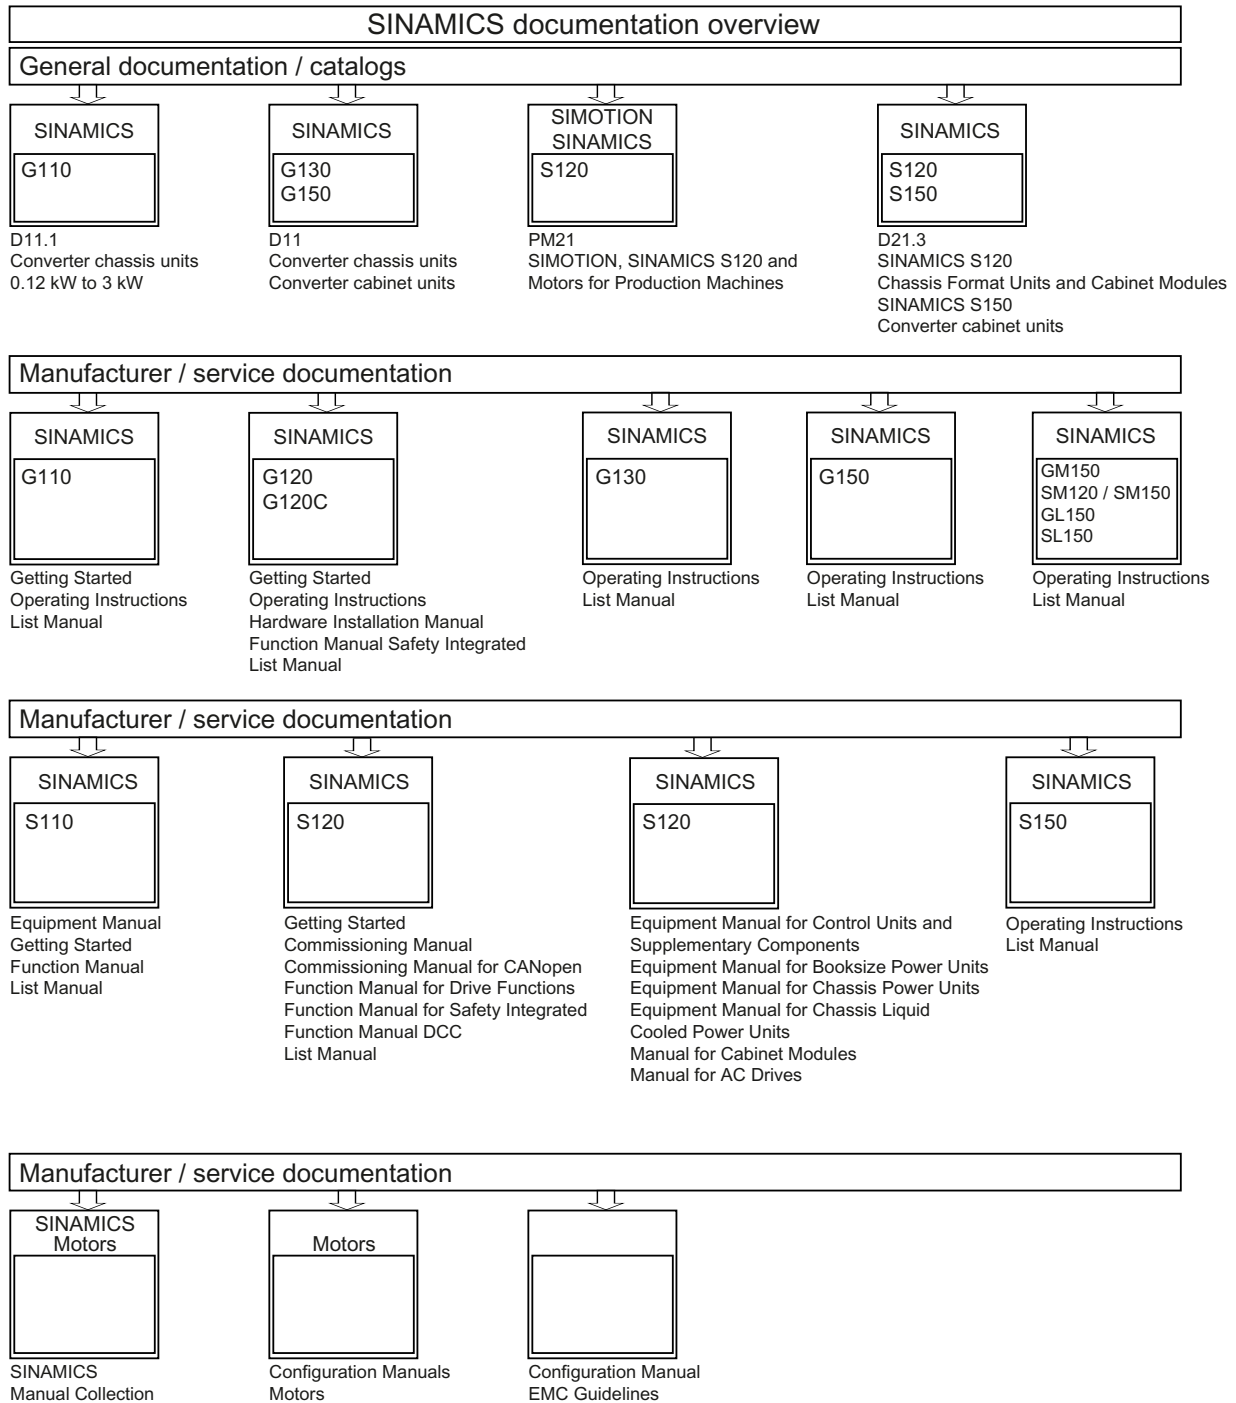 SINAMICS documentation overview
General documentation / catalogs
SINAMICS
G110
D11.1
Converter chassis units
0.12 kW to 3 kW
SINAMICS
G130
G150
D11
Converter chassis units
Converter cabinet units
SIMOTION
SINAMICS
S120
PM21
SIMOTION, SINAMICS S120 and
Motors for Production Machines
SINAMICS
S120
S150
D21.3
SINAMICS S120
Chassis Format Units and Cabinet Modules
SINAMICS S150
Converter cabinet units
Manufacturer / service documentation
SINAMICS
G110
Getting Started
Operating Instructions
List Manual
SINAMICS
G120
G120C
Getting Started
Operating Instructions
Hardware Installation Manual
Function Manual Safety Integrated
List Manual
SINAMICS
G130
Operating Instructions
List Manual
SINAMICS
G150
Operating Instructions
List Manual
SINAMICS
GM150
SM120 / SM150
GL150
SL150
Operating Instructions
List Manual
Manufacturer / service documentation
SINAMICS
S110
Equipment Manual
Getting Started
Function Manual
List Manual
SINAMICS
S120
Getting Started
Commissioning Manual
Commissioning Manual for CANopen
Function Manual for Drive Functions
Function Manual for Safety Integrated
Function Manual DCC
List Manual
SINAMICS
S120
Equipment Manual for Control Units and
Supplementary Components
Equipment Manual for Booksize Power Units
Equipment Manual for Chassis Power Units
Equipment Manual for Chassis Liquid
Cooled Power Units
Manual for Cabinet Modules
Manual for AC Drives
SINAMICS
S150
Operating Instructions
List Manual
Manufacturer / service documentation
SINAMICS
Motors
SINAMICS
Manual Collection
Motors
Configuration Manuals
Motors
Configuration Manual
EMC Guidelines